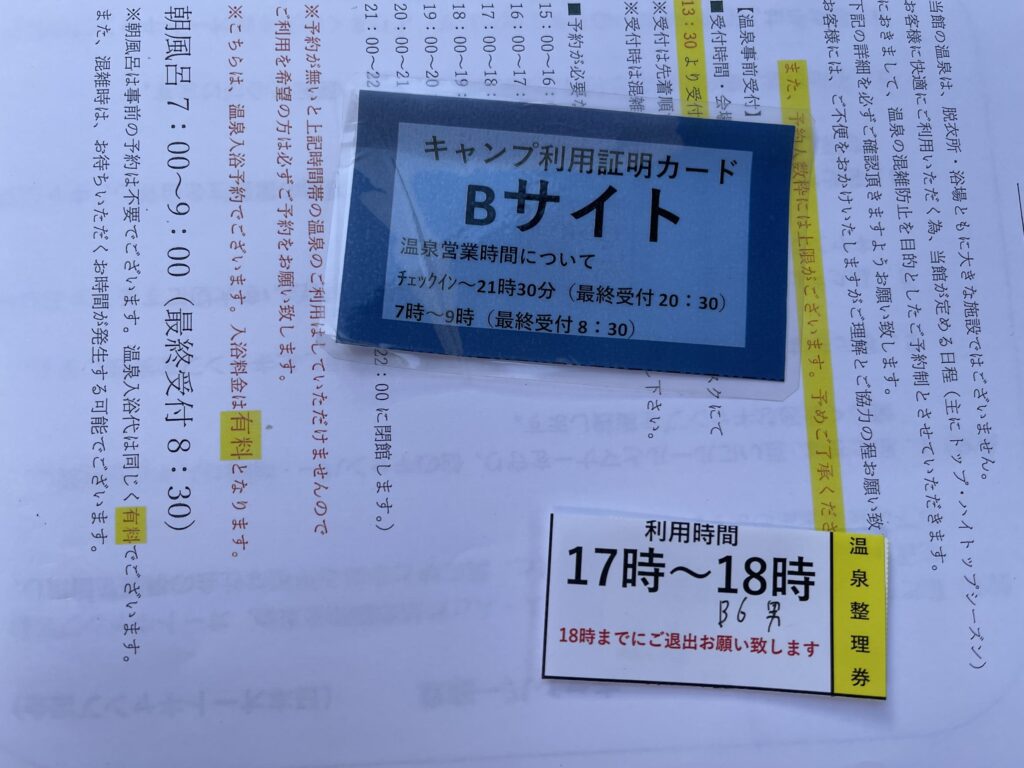 当館の温泉は、脱衣所・浴場ともに大きな施設ではございません。
お客様に快適にご利用いただく為、当館が定める日程（主にトップ・ハイトップシーズン）
におきまして、温泉の混雑防止を目的としたご予約制とさせていただきます。
下記の詳細を必ずご確認頂きますようお願い致します。
お客様には、ご不便をおかけいたしますがご理解とご協力の程お願い致
また、予約人数枠には上限がございます。予めご了承くださ
【温泉事前受付】
■受付時間・会場
スクにて
13：30より受付
※受付は先着順
※受付時は混雑
し下さい。
■予約が必要な
15：00～16
16：00～17
17：00～18
18：00～19
19：00～20
20：00～21
21：00～22
22：00に閉館します。）
※予約が無いと上記時間帯の温泉のご利用はしていただけませんので
ご利用を希望の方は必ずご予約をお願い致します。
※こちらは、温泉入浴予約でございます。入浴料金は有料となります。
朝風呂 7：00～9：00（最終受付 8：30）
※朝風呂は事前の予約は不要でございます。温泉入浴代は同じく有料でございます。
また、混雑時は、お待ちいただくお時間が発生する可能でございます。
キャンプ利用証明カード
Bサイト
温泉営業時間について
チェックイン～21時30分（最終受付 20：30）
7時～9時（最終受付 8：30）
利用時間
17時～18時
B6 男
18時までにご退出お願い致します
温泉整理券